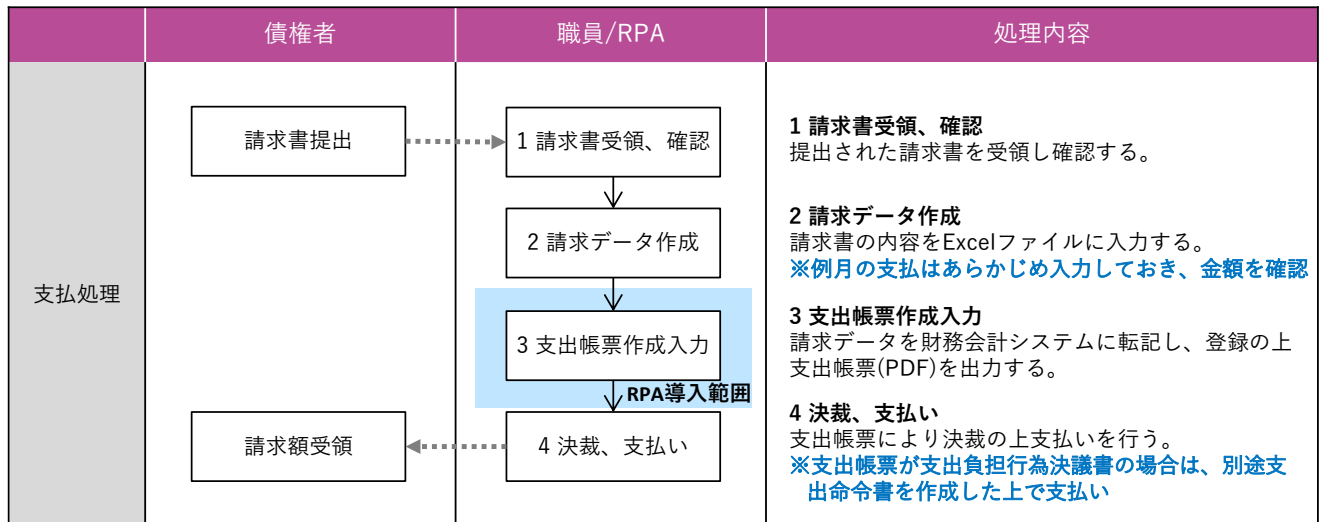 債権者
職員/RPA
処理内容
支払処理
請求書提出
1 請求書受領、確認
2 請求データ作成
3 支出帳票作成入力
RPA導入範囲
請求額受領
4 決裁、支払い
1 請求書受領、確認
提出された請求書を受領し確認する。
2 請求データ作成
請求書の内容をExcelファイルに入力する。
※例月の支払はあらかじめ入力しておき、金額を確認
3 支出帳票作成入力
請求データを財務会計システムに転記し、登録の上
支出帳票(PDF)を出力する。
4 決裁、支払い
支出帳票により決裁の上支払いを行う。
※支出帳票が支出負担行為決議書の場合は、別途支
出命令書を作成した上で支払い